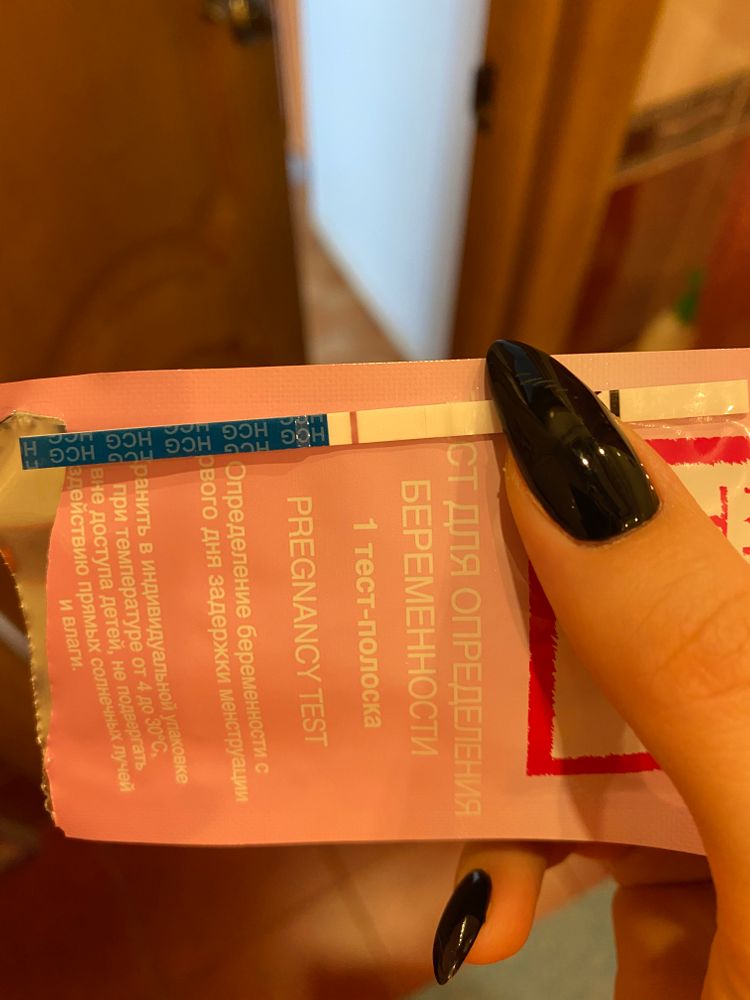 HCG HCG HCG HCG HCG
СТ ДЛЯ ОПРЕДЕЛЕНИЯ
БЕРЕМЕННОСТИ
1 тест-полоска
PREGNANCY TEST
Определение беременности с
ового дня задержки менструации
ранить в индивидуальной упаковке
при температуре от 4 до 30°C,
вне доступа детей, не подвергать
здействию прямых солнечных лучей
и влаги.